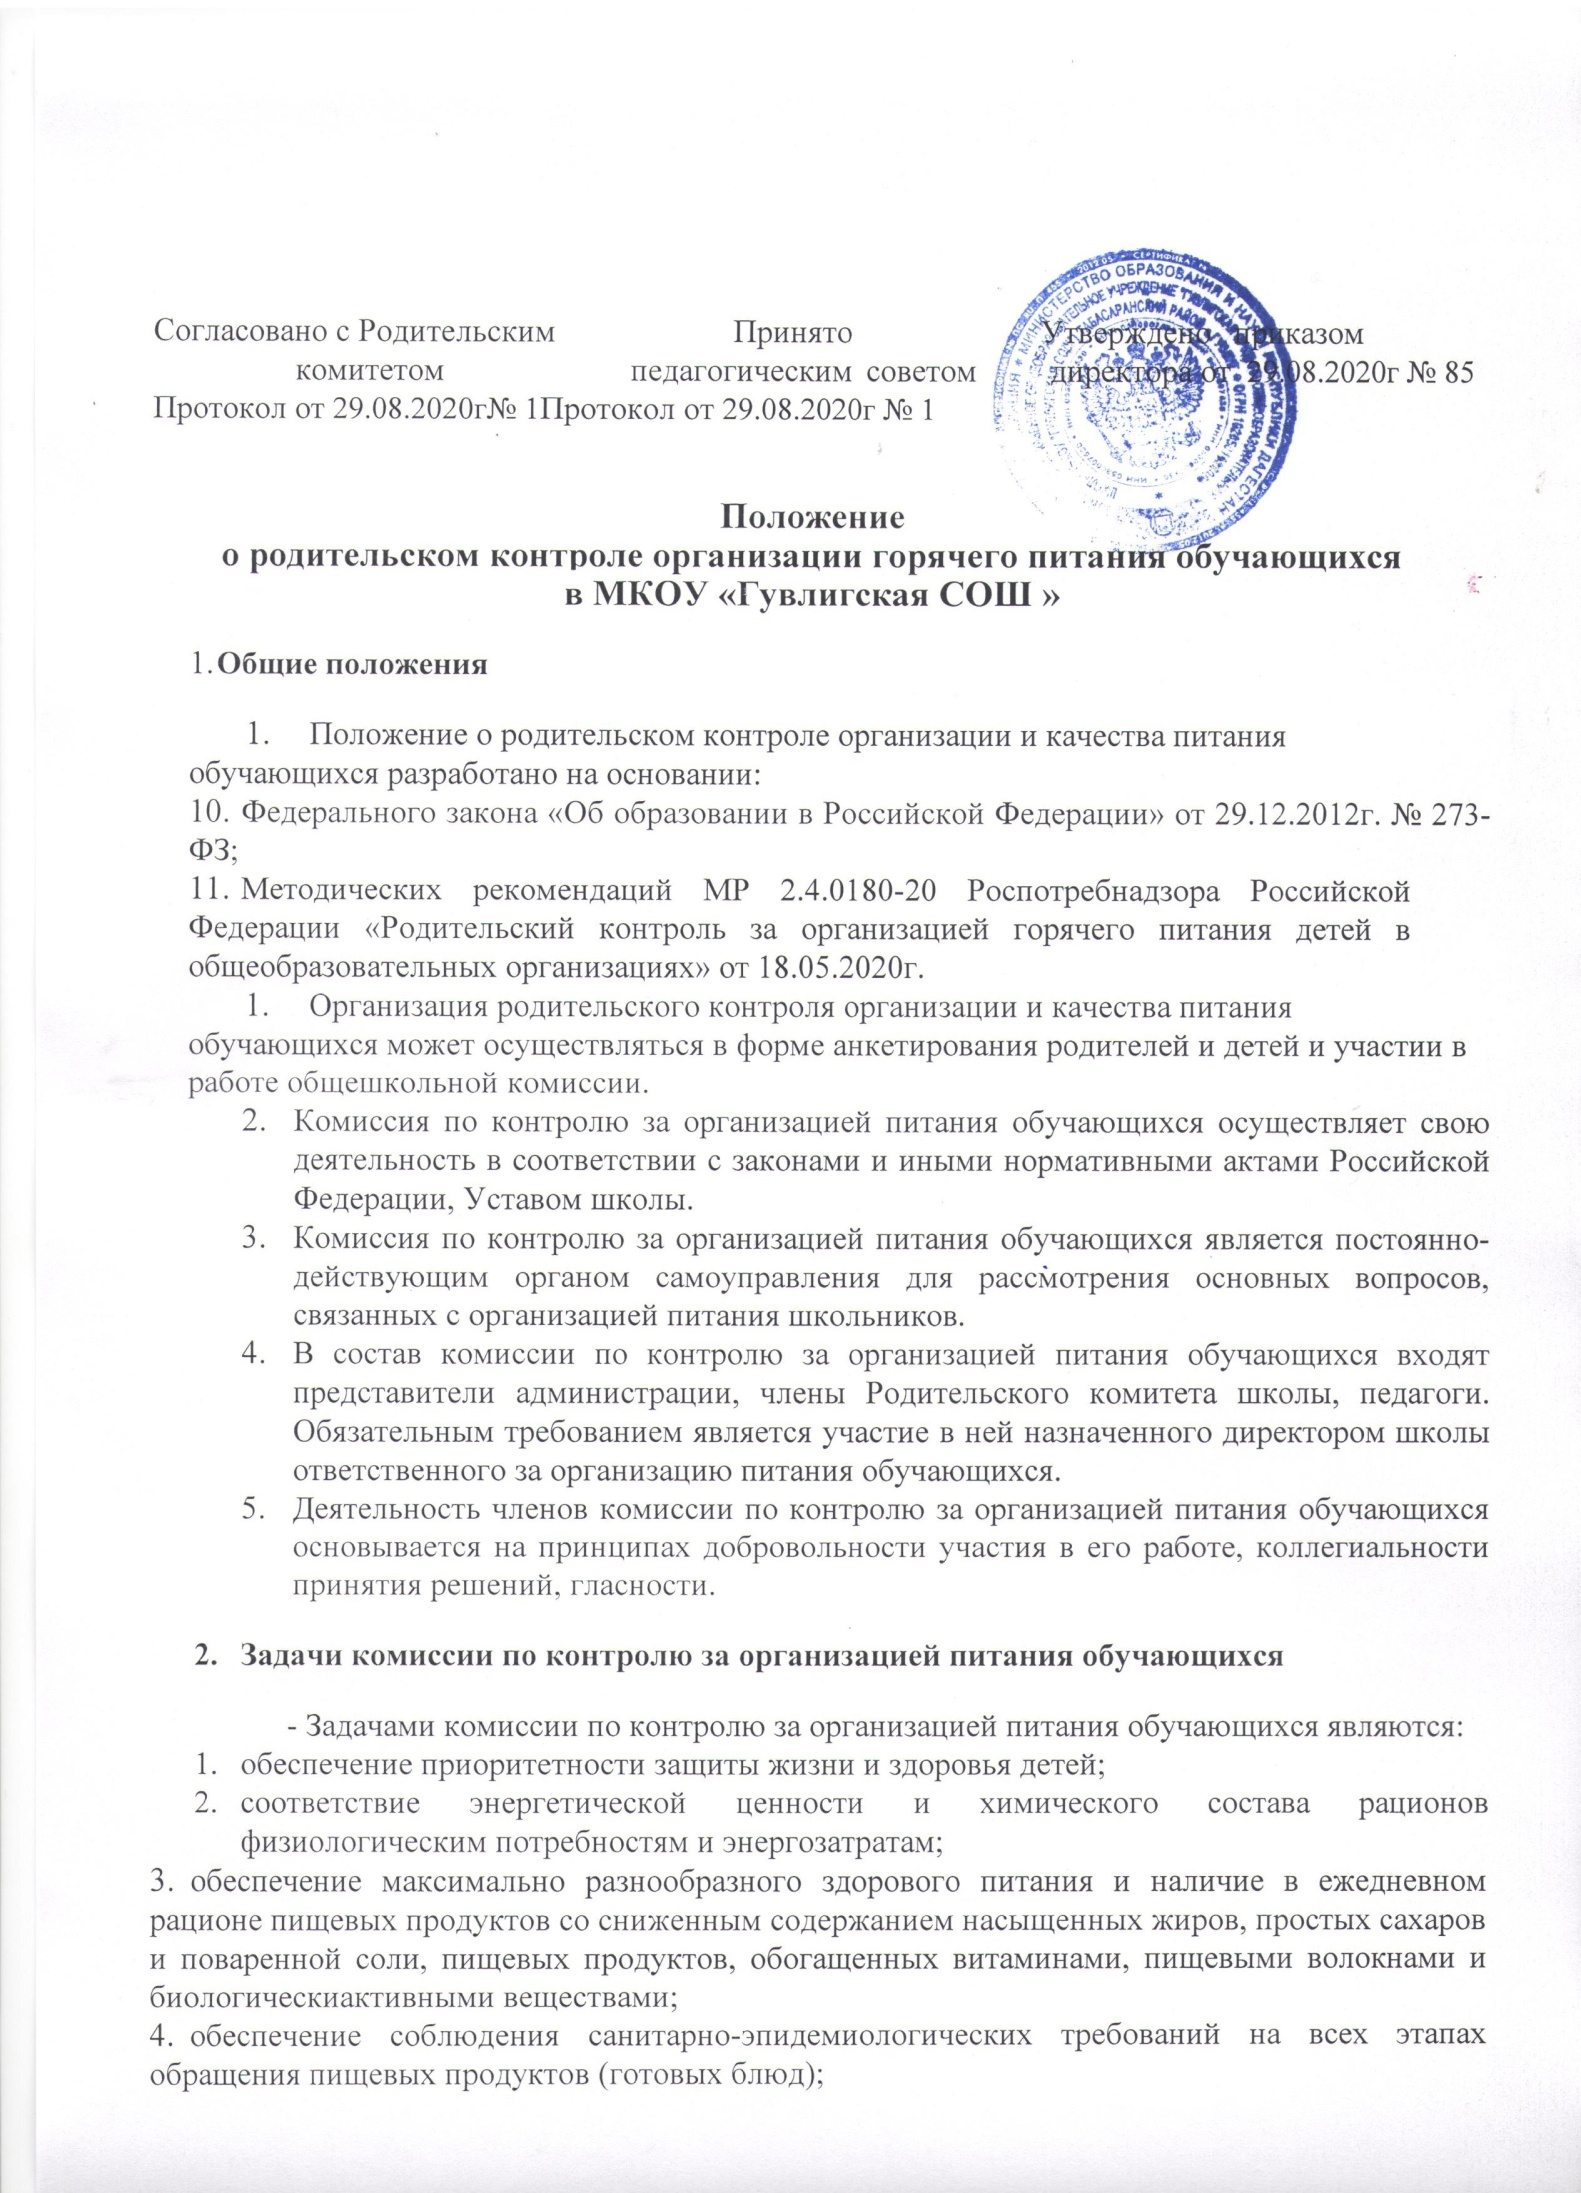 Согласовано с Родительским Принято Утверждено приказом
комитетом педагогическим советом директора от 29.08.2020г № 85
Протокол от 29.08.2020г№ 1Протокол от 29.08.2020г № 1
МИНИСТЕРСТВО ОБРАЗОВАНИЯ И НАУКИ РЕСПУБЛИКИ ДАГЕСТАН
Положение
о родительском контроле организации горячего питания обучающихся
в МКОУ «Гувлигская СОШ »
1.Общие положения
1. Положение о родительском контроле организации и качества питания
обучающихся разработано на основании:
10. Федерального закона «Об образовании в Российской Федерации» от 29.12.2012г. № 273-
ФЗ;
11. Методических рекомендаций МР 2.4.0180-20 Роспотребнадзора Российской
Федерации «Родительский контроль за организацией горячего питания детей в
общеобразовательных организациях» от 18.05.2020г.
1. Организация родительского контроля организации и качества питания
обучающихся может осуществляться в форме анкетирования родителей и детей и участии в
работе общешкольной комиссии.
2. Комиссия по контролю за организацией питания обучающихся осуществляет свою
деятельность в соответствии с законами и иными нормативными актами Российской
Федерации, Уставом школы.
3. Комиссия по контролю за организацией питания обучающихся является постоянно-
действующим органом самоуправления для рассмотрения основных вопросов,
связанных с организацией питания школьников.
4. В состав комиссии по контролю за организацией питания обучающихся входят
представители администрации, члены Родительского комитета школы, педагоги.
Обязательным требованием является участие в ней назначенного директором школы
ответственного за организацию питания обучающихся.
5. Деятельность членов комиссии по контролю за организацией питания обучающихся
основывается на принципах добровольности участия в его работе, коллегиальности
принятия решений, гласности.
2. Задачи комиссии по контролю за организацией питания обучающихся
- Задачами комиссии по контролю за организацией питания обучающихся являются:
1. обеспечение приоритетности защиты жизни и здоровья детей;
2. соответствие энергетической ценности и химического состава рационов
физиологическим потребностям и энергозатратам;
3. обеспечение максимально разнообразного здорового питания и наличие в ежедневном
рационе пищевых продуктов со сниженным содержанием насыщенных жиров, простых сахаров
и поваренной соли, пищевых продуктов, обогащенных витаминами, пищевыми волокнами и
биологическиактивными веществами;
4. обеспечение соблюдения санитарно-эпидемиологических требований на всех этапах
обращения пищевых продуктов (готовых блюд);